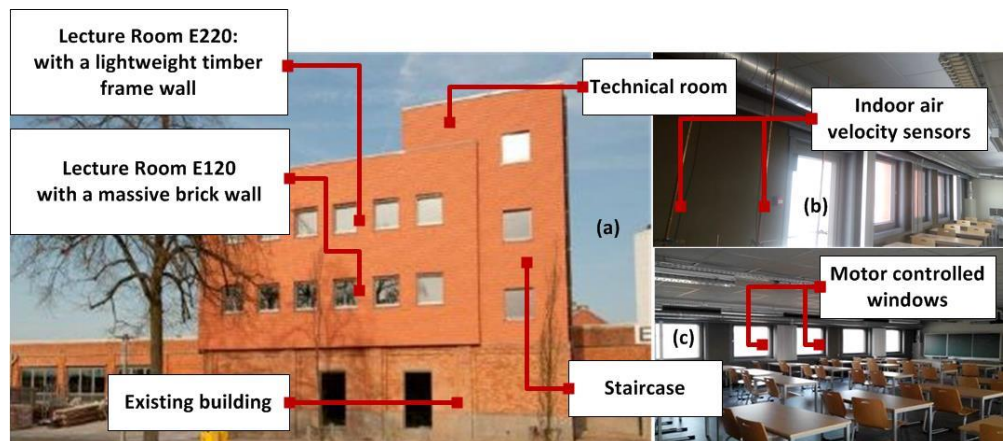 Lecture Room E220:
with a lightweight timber
frame wall
Lecture Room E120
with a massive brick wall
Existing building
Technical room
Staircase
(a)
Indoor air
velocity sensors
(b)
Motor controlled
windows
(c)
E